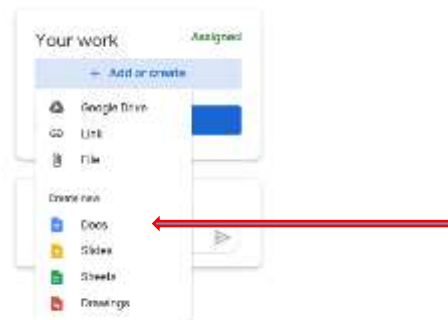 Your work Assigned
+ Add or create
Google Drive
Link
File
Create new
Docs
Slides
Sheets
Drawings